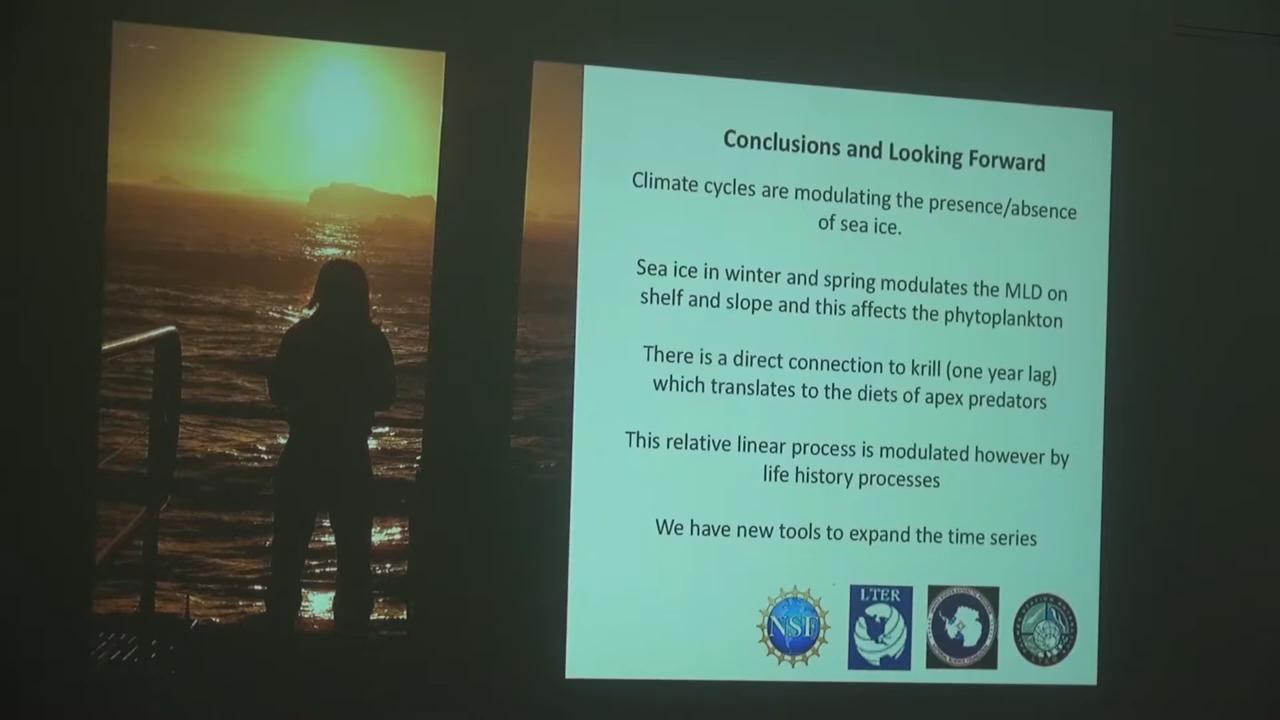 Conclusions and Looking Forward
Climate cycles are modulating the presence/absence
of sea ice.
Sea ice in winter and spring modulates the MLD on
shelf and slope and this affects the phytoplankton
There is a direct connection to krill (one year lag)
which translates to the diets of apex predators
This relative linear process is modulated however by
life history processes
We have new tools to expand the time series
NSF
LTER